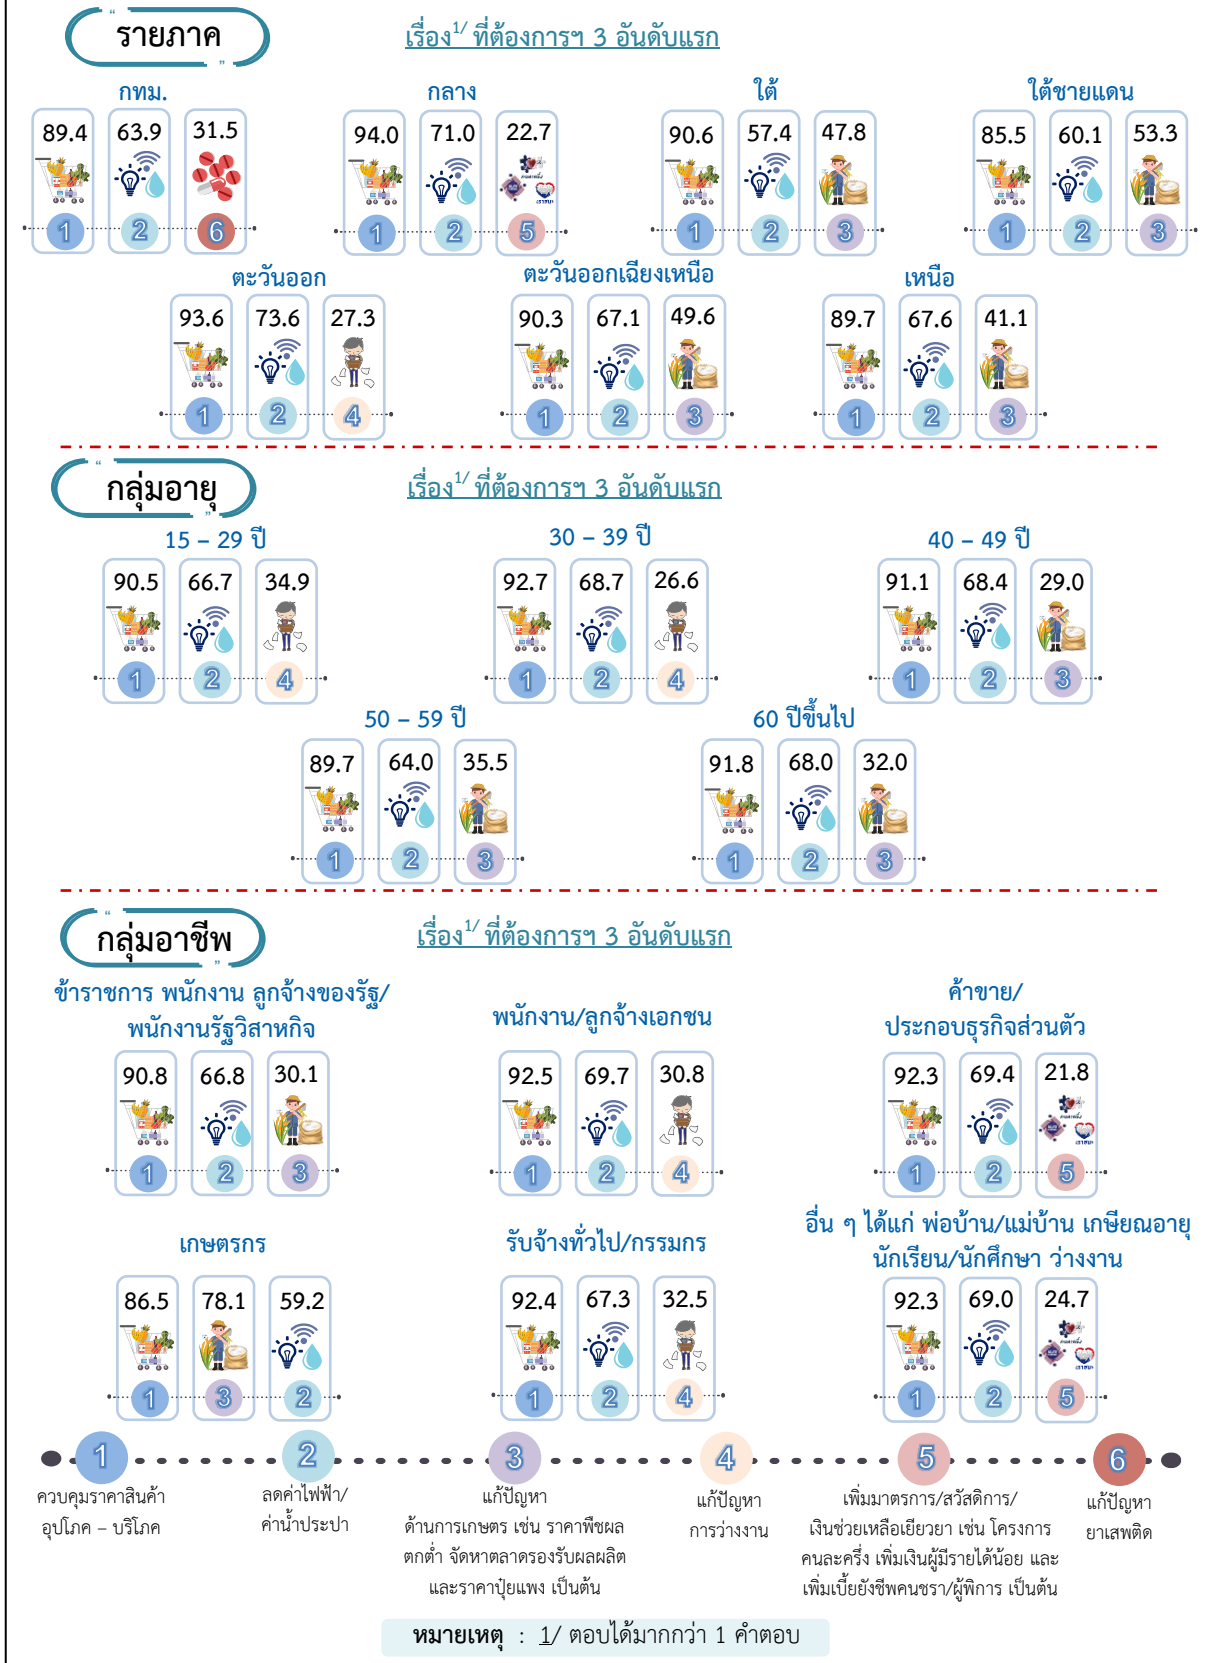 รายภาค
เรื่อง1/ ที่ต้องการฯ 3 อันดับแรก
กทม.
89.4 63.9 31.5
1 2 6
กลาง
94.0 71.0 22.7
1 2 5
ใต้
90.6 57.4 47.8
1 2 3
ใต้ชายแดน
85.5 60.1 53.3
1 2 3
ตะวันออก
93.6 73.6 27.3
1 2 4
ตะวันออกเฉียงเหนือ
90.3 67.1 49.6
1 2 3
เหนือ
89.7 67.6 41.1
1 2 3
กลุ่มอายุ
เรื่อง1/ ที่ต้องการฯ 3 อันดับแรก
15 – 29 ปี
90.5 66.7 34.9
1 2 4
30 – 39 ปี
92.7 68.7 26.6
1 2 4
40 – 49 ปี
91.1 68.4 29.0
1 2 3
50 – 59 ปี
89.7 64.0 35.5
1 2 3
60 ปีขึ้นไป
91.8 68.0 32.0
1 2 3
กลุ่มอาชีพ
เรื่อง1/ ที่ต้องการฯ 3 อันดับแรก
ข้าราชการ พนักงาน ลูกจ้างของรัฐ/
พนักงานรัฐวิสาหกิจ
90.8 66.8 30.1
1 2 3
พนักงาน/ลูกจ้างเอกชน
92.5 69.7 30.8
1 2 4
ค้าขาย/
ประกอบธุรกิจส่วนตัว
92.3 69.4 21.8
1 2 5
เกษตรกร
86.5 78.1 59.2
1 3 2
รับจ้างทั่วไป/กรรมกร
92.4 67.3 32.5
1 2 4
อื่น ๆ ได้แก่ พ่อบ้าน/แม่บ้าน เกษียณอายุ
นักเรียน/นักศึกษา ว่างงาน
92.3 69.0 24.7
1 2 5
1
ควบคุมราคาสินค้า
อุปโภค – บริโภค
2
ลดค่าไฟฟ้า/
ค่าน้ำประปา
3
แก้ปัญหา
ด้านการเกษตร เช่น ราคาพืชผล
ตกต่ำ จัดหาตลาดรองรับผลผลิต
และราคาปุ๋ยแพง เป็นต้น
4
แก้ปัญหา
การว่างงาน
5
เพิ่มมาตรการ/สวัสดิการ/
เงินช่วยเหลือเยียวยา เช่น โครงการ
คนละครึ่ง เพิ่มเงินผู้มีรายได้น้อย และ
เพิ่มเบี้ยยังชีพคนชรา/ผู้พิการ เป็นต้น
6
แก้ปัญหา
ยาเสพติด
หมายเหตุ : 1/ ตอบได้มากกว่า 1 คำตอบ